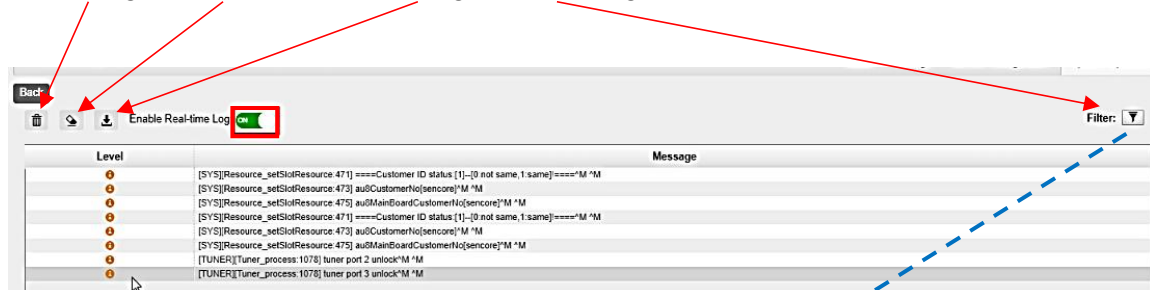 Back
Enable Real-time Log ON Filter:
Level Message
[SYS][Resource_setSlotResource:471] ====Customer ID status:[1]--[0:not same,1:same]!====^M ^M
[SYS][Resource_setSlotResource:473] au8CustomerNo[sencore]^M ^M
[SYS][Resource_setSlotResource:475] au8MainBoardCustomerNo[sencore]^M ^M
[SYS][Resource_setSlotResource:471] ====Customer ID status:[1]--[0:not same,1:same]!====^M ^M
[SYS][Resource_setSlotResource:473] au8CustomerNo[sencore]^M ^M
[SYS][Resource_setSlotResource:475] au8MainBoardCustomerNo[sencore]^M ^M
[TUNER][Tuner_process:1078] tuner port 2 unlock^M ^M
[TUNER][Tuner_process:1078] tuner port 3 unlock^M ^M